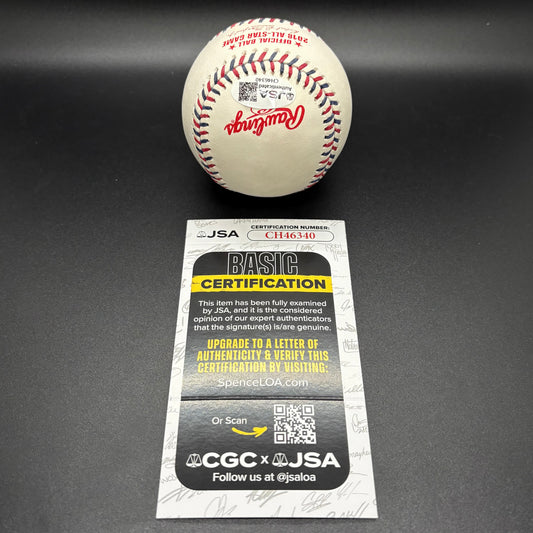 OFFICIAL BALL
2018 ALL-STAR GAME
JSA
Authenticated
CH46340
Rawlings
JSA
CERTIFICATION NUMBER:
CH46340
BASIC
CERTIFICATION
This item has been fully examined
by JSA, and it is the considered
opinion of our expert authenticators
that the signature(s) is/are genuine.
UPGRADE TO A LETTER OF
AUTHENTICITY & VERIFY THIS
CERTIFICATION BY VISITING:
SpenceLOA.com
Or Scan
CGC x JSA
Follow us at @jsaloa